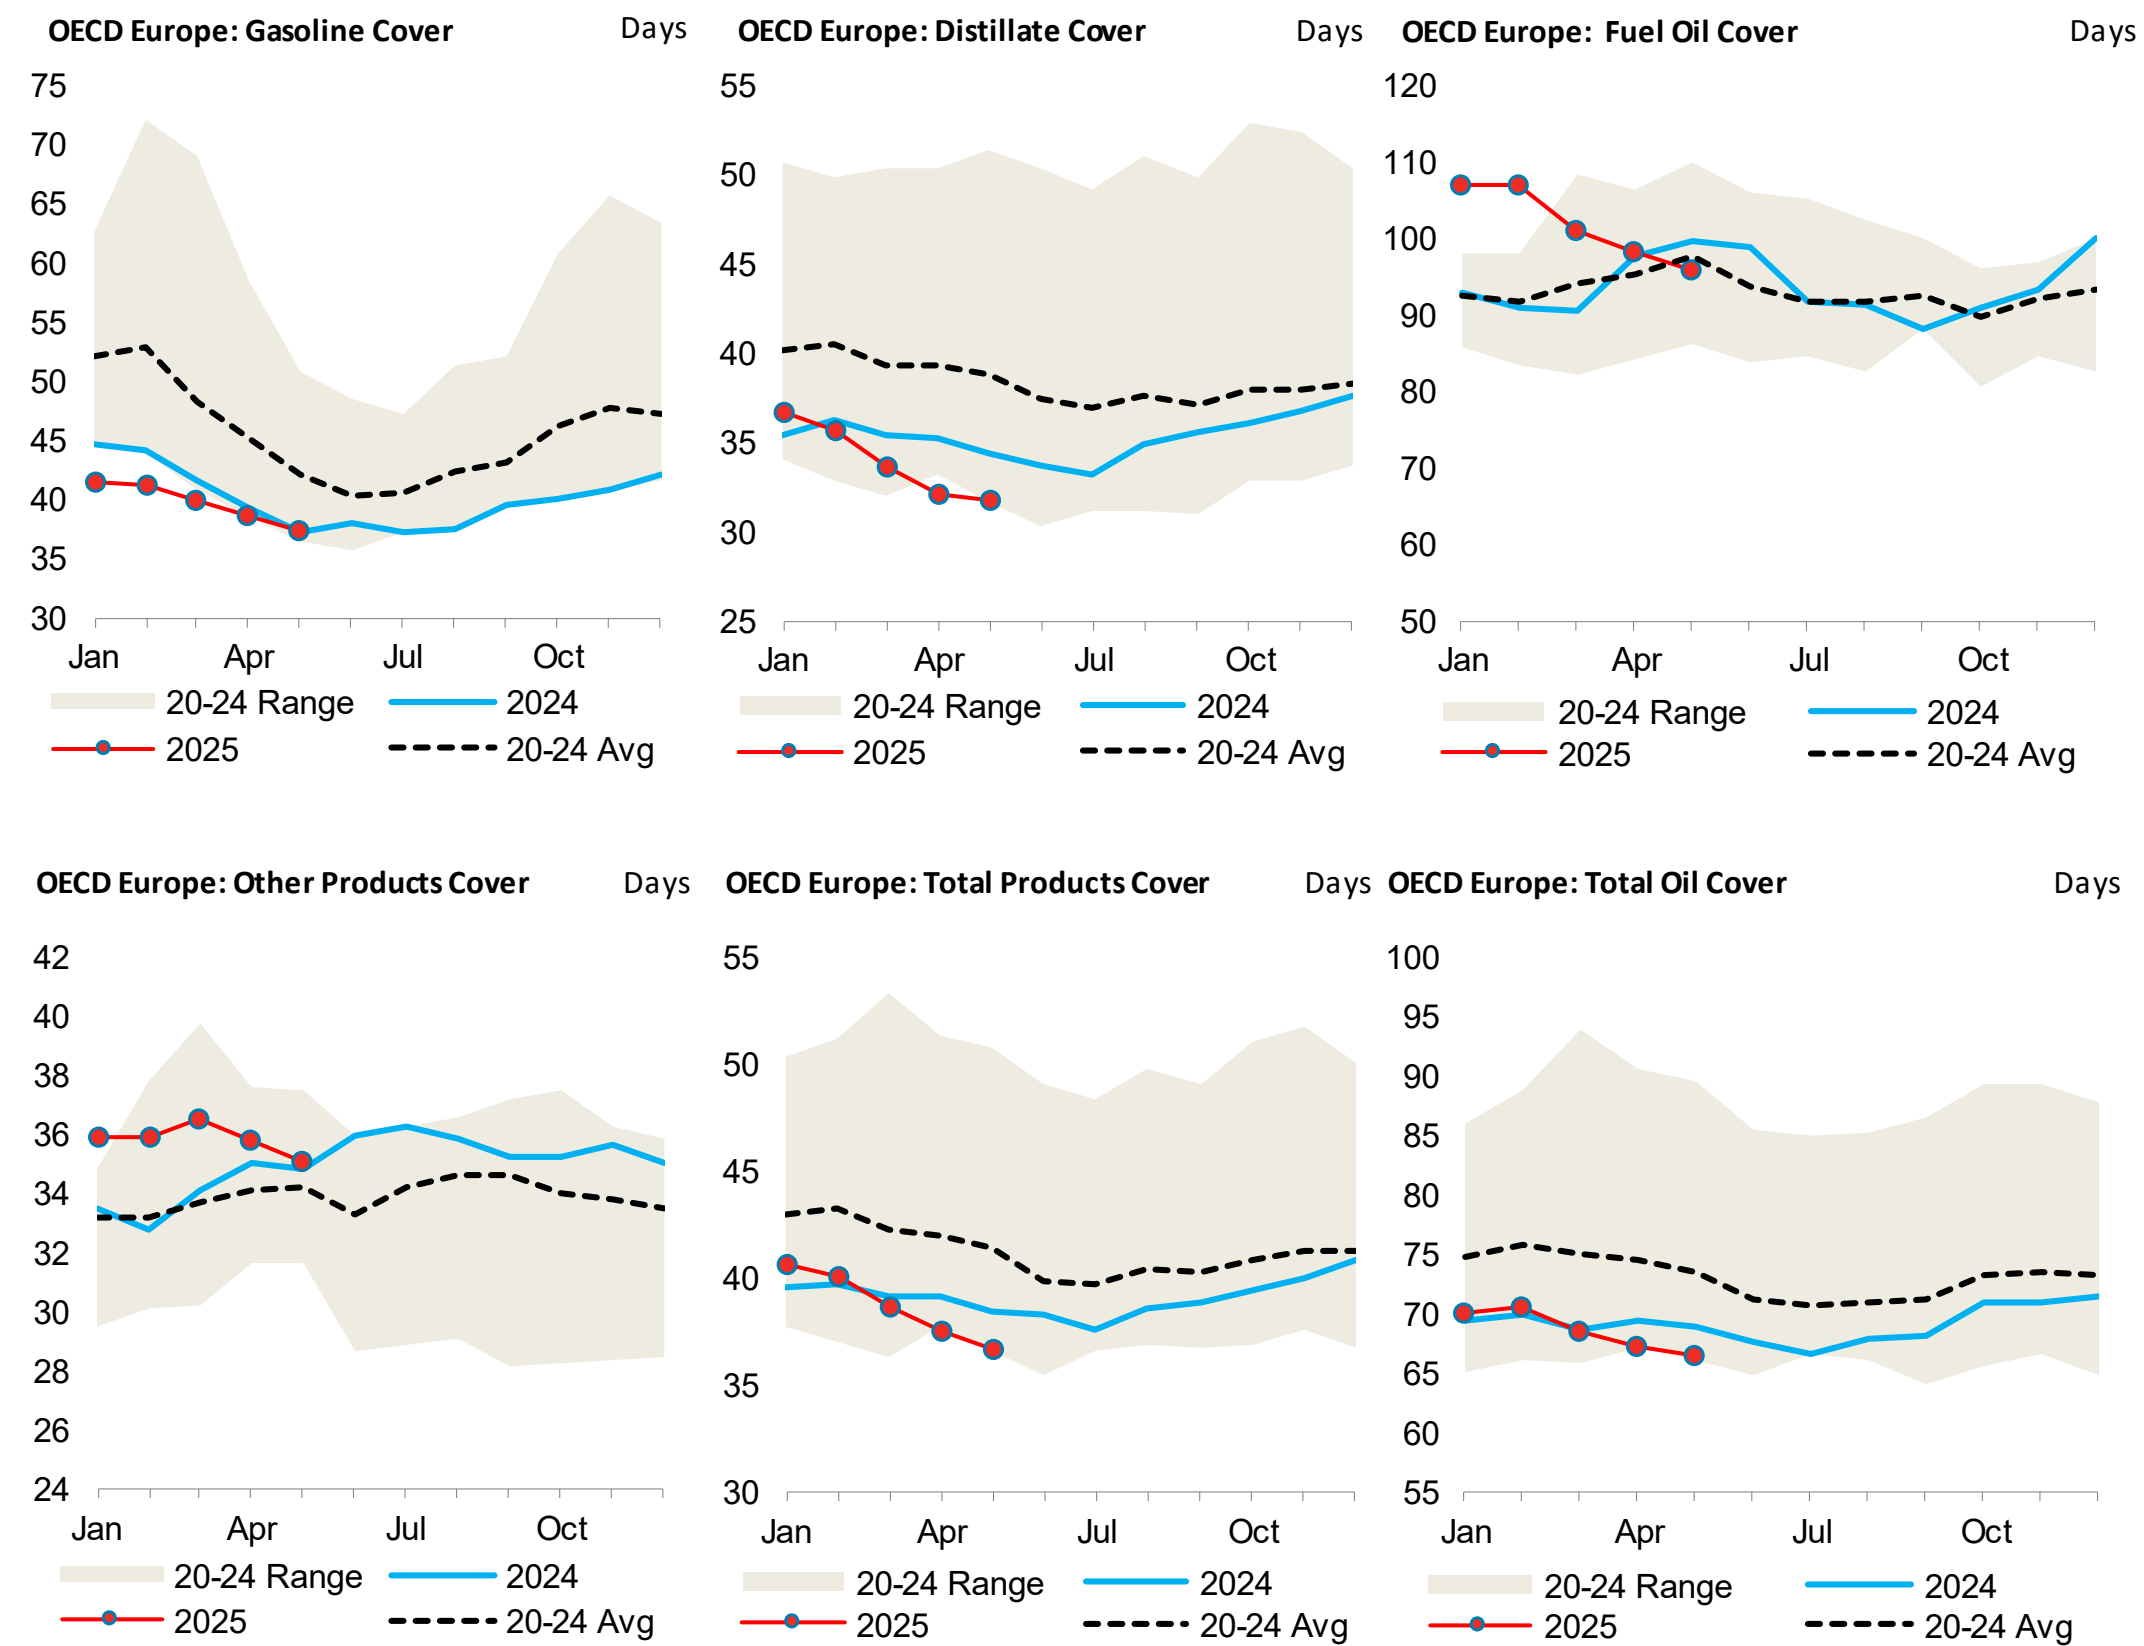 OECD Europe: Gasoline Cover Days
75
70
65
60
55
50
45
40
35
30
Jan Apr Jul Oct
20-24 Range 2024
2025 20-24 Avg
OECD Europe: Distillate Cover Days
55
50
45
40
35
30
25
Jan Apr Jul Oct
20-24 Range 2024
2025 20-24 Avg
OECD Europe: Fuel Oil Cover Days
120
110
100
90
80
70
60
50
Jan Apr Jul Oct
20-24 Range 2024
2025 20-24 Avg
OECD Europe: Other Products Cover Days
42
40
38
36
34
32
30
28
26
24
Jan Apr Jul Oct
20-24 Range 2024
2025 20-24 Avg
OECD Europe: Total Products Cover Days
55
50
45
40
35
30
Jan Apr Jul Oct
20-24 Range 2024
2025 20-24 Avg
OECD Europe: Total Oil Cover Days
100
95
90
85
80
75
70
65
60
55
Jan Apr Jul Oct
20-24 Range 2024
2025 20-24 Avg